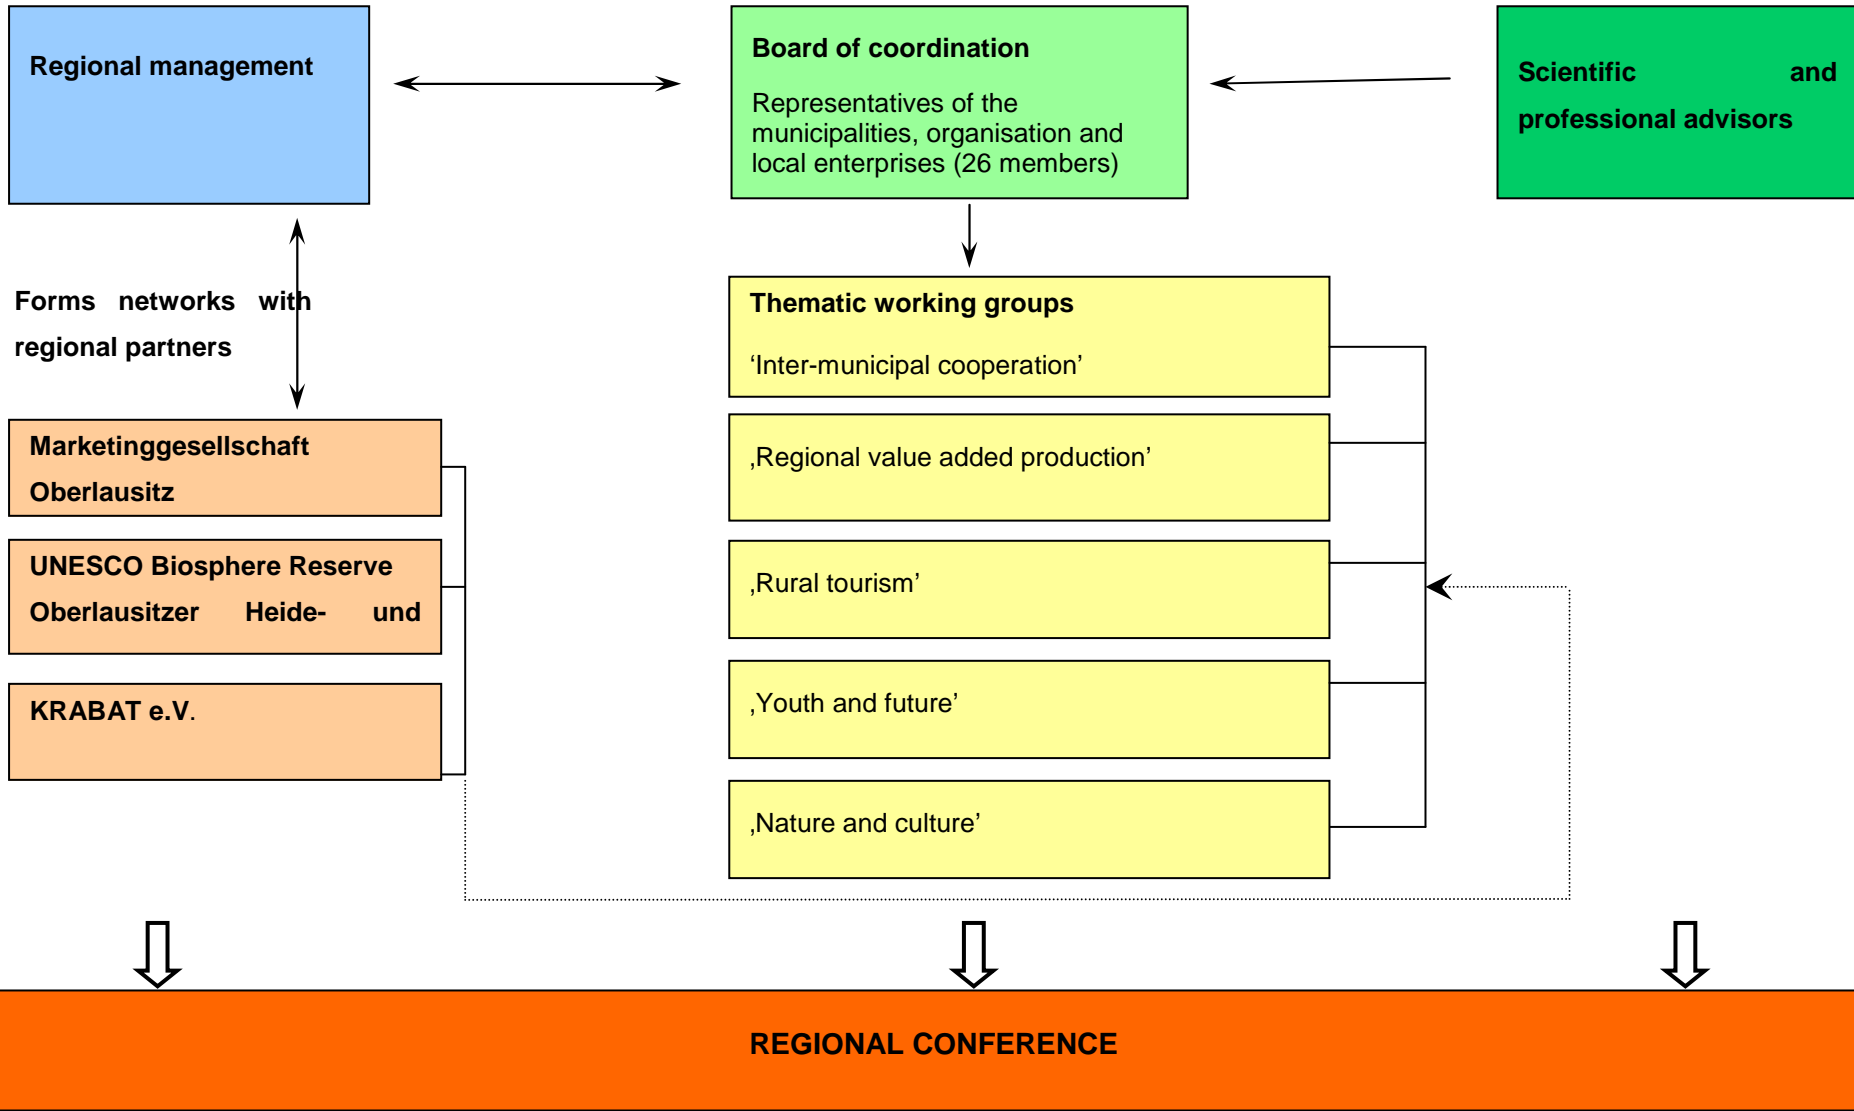 Regional management
Board of coordination
Representatives of the
municipalities, organisation and
local enterprises (26 members)
Scientific and
professional advisors
Forms networks with
regional partners
Marketinggesellschaft
Oberlausitz
UNESCO Biosphere Reserve
Oberlausitzer Heide- und
KRABAT e.V.
Thematic working groups
‘Inter-municipal cooperation’
‚Regional value added production’
‚Rural tourism’
‚Youth and future’
‚Nature and culture’
REGIONAL CONFERENCE